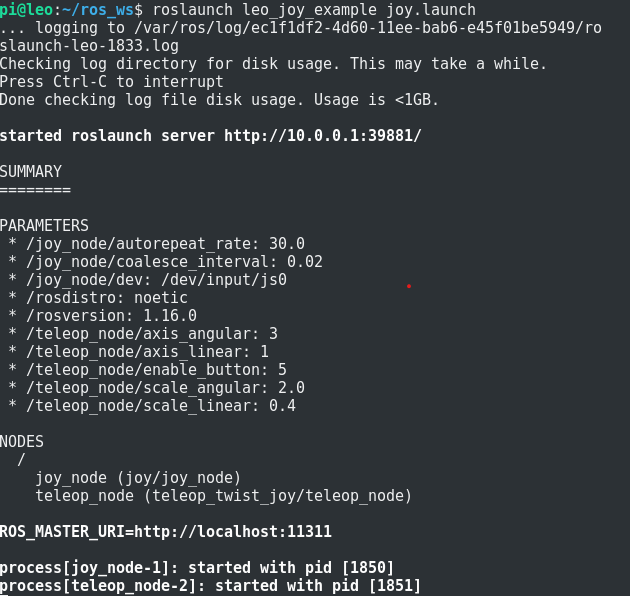 pi@leo:~/ros_ws$ roslaunch leo_joy_example joy.launch
... logging to /var/ros/log/ec1f1df2-4d60-11ee-bab6-e45f01be5949/ro
slaunch-leo-1833.log
Checking log directory for disk usage. This may take a while.
Press Ctrl-C to interrupt
Done checking log file disk usage. Usage is <1GB.
started roslaunch server http://10.0.0.1:39881/
SUMMARY
========
PARAMETERS
 * /joy_node/autorepeat_rate: 30.0
 * /joy_node/coalesce_interval: 0.02
 * /joy_node/dev: /dev/input/js0
 * /rosdistro: noetic
 * /rosversion: 1.16.0
 * /teleop_node/axis_angular: 3
 * /teleop_node/axis_linear: 1
 * /teleop_node/enable_button: 5
 * /teleop_node/scale_angular: 2.0
 * /teleop_node/scale_linear: 0.4
NODES
  /
    joy_node (joy/joy_node)
    teleop_node (teleop_twist_joy/teleop_node)
ROS_MASTER_URI=http://localhost:11311
process[joy_node-1]: started with pid [1850]
process[teleop_node-2]: started with pid [1851]